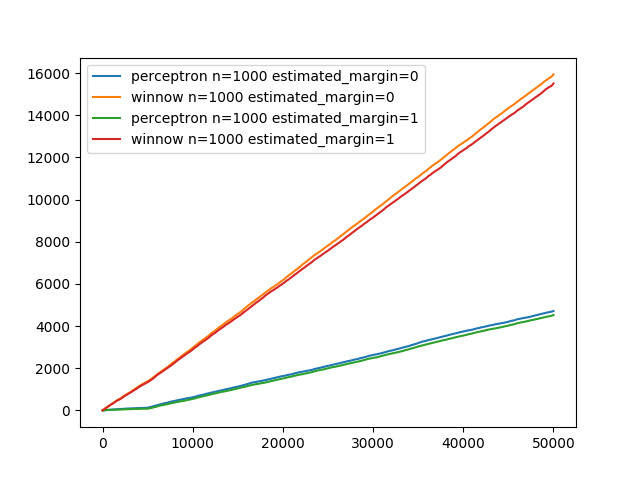 perceptron n=1000 estimated_margin=0
winnow n=1000 estimated_margin=0
perceptron n=1000 estimated_margin=1
winnow n=1000 estimated_margin=1
16000
14000
12000
10000
8000
6000
4000
2000
0
0 10000 20000 30000 40000 50000